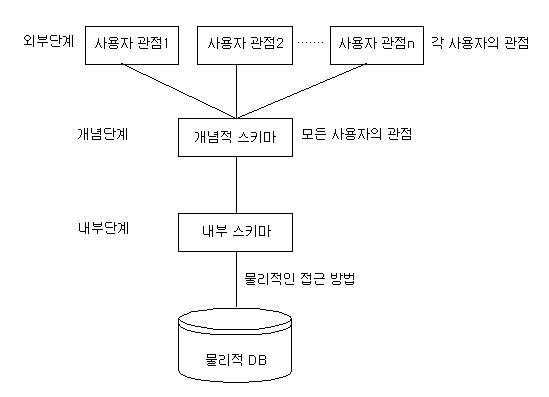 외부단계 사용자 관점1 사용자 관점2 ······· 사용자 관점n 각 사용자의 관점
개념단계 개념적 스키마 모든 사용자의 관점
내부단계 내부 스키마
물리적인 접근 방법
물리적 DB